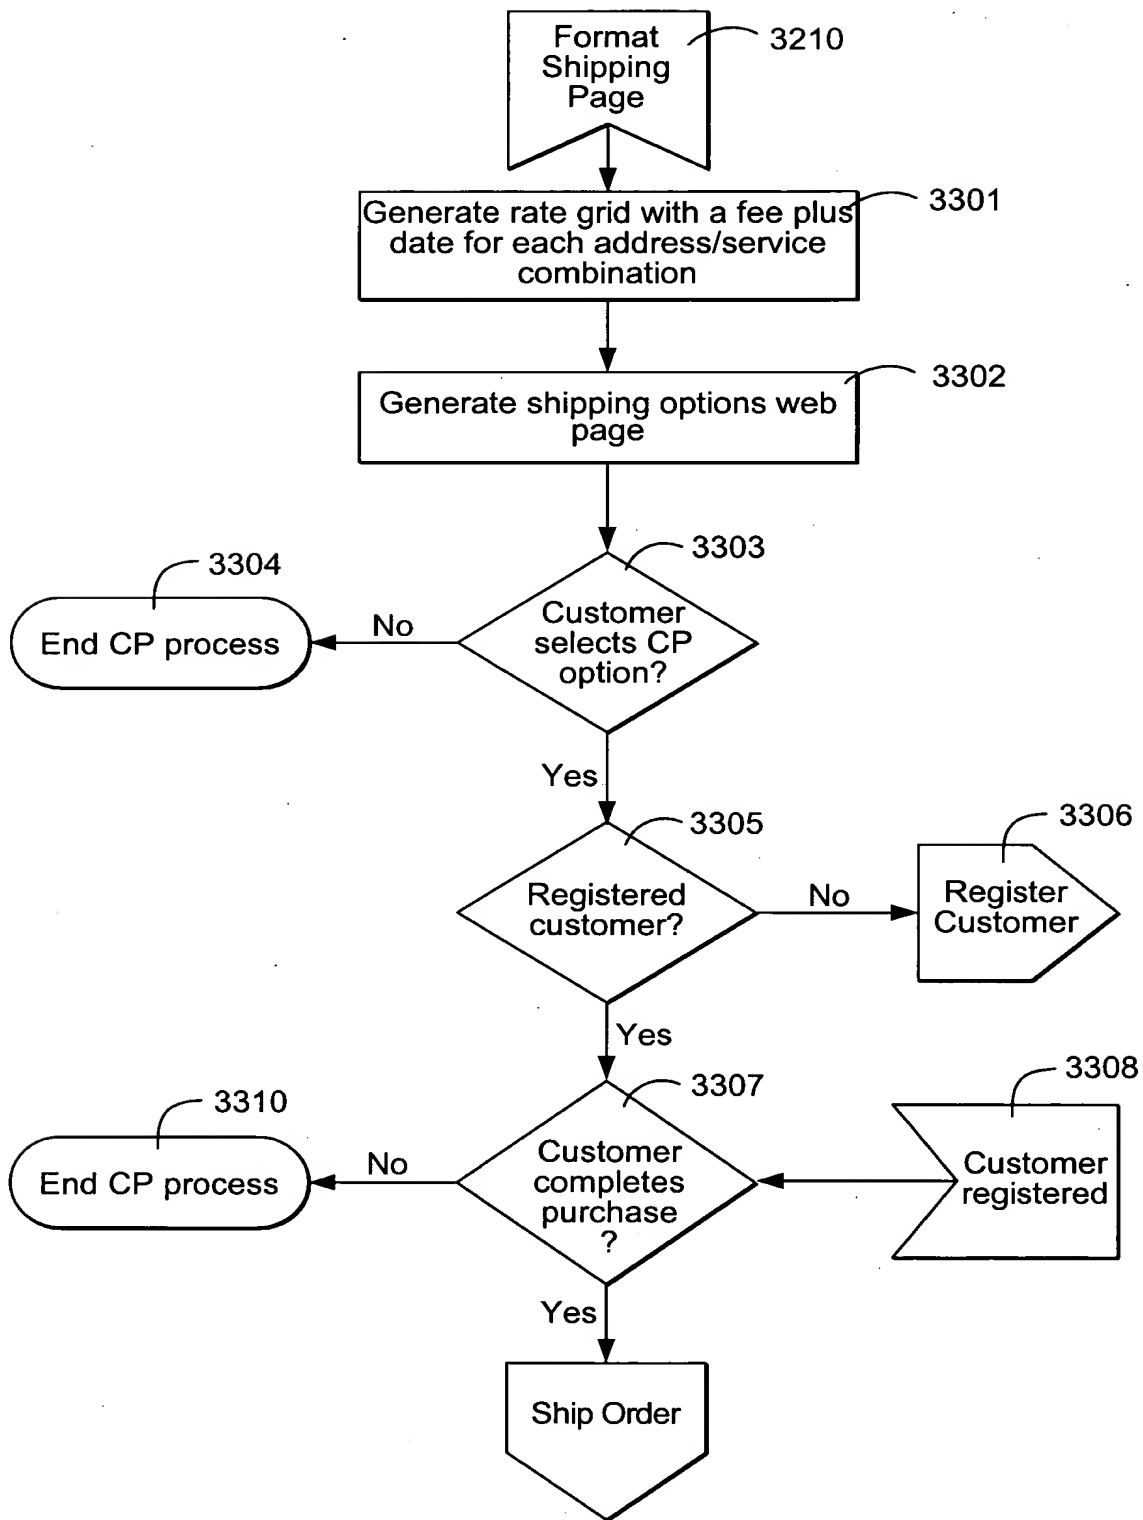 Format
Shipping
Page
3210
Generate rate grid with a fee plus
date for each address/service
combination
3301
Generate shipping options web
page
3302
3303
Customer
selects CP
option?
3304
End CP process
No
Yes
3305
Registered
customer?
No
3306
Register
Customer
Yes
3307
Customer
completes
purchase
?
3308
Customer
registered
3310
End CP process
No
Yes
Ship Order